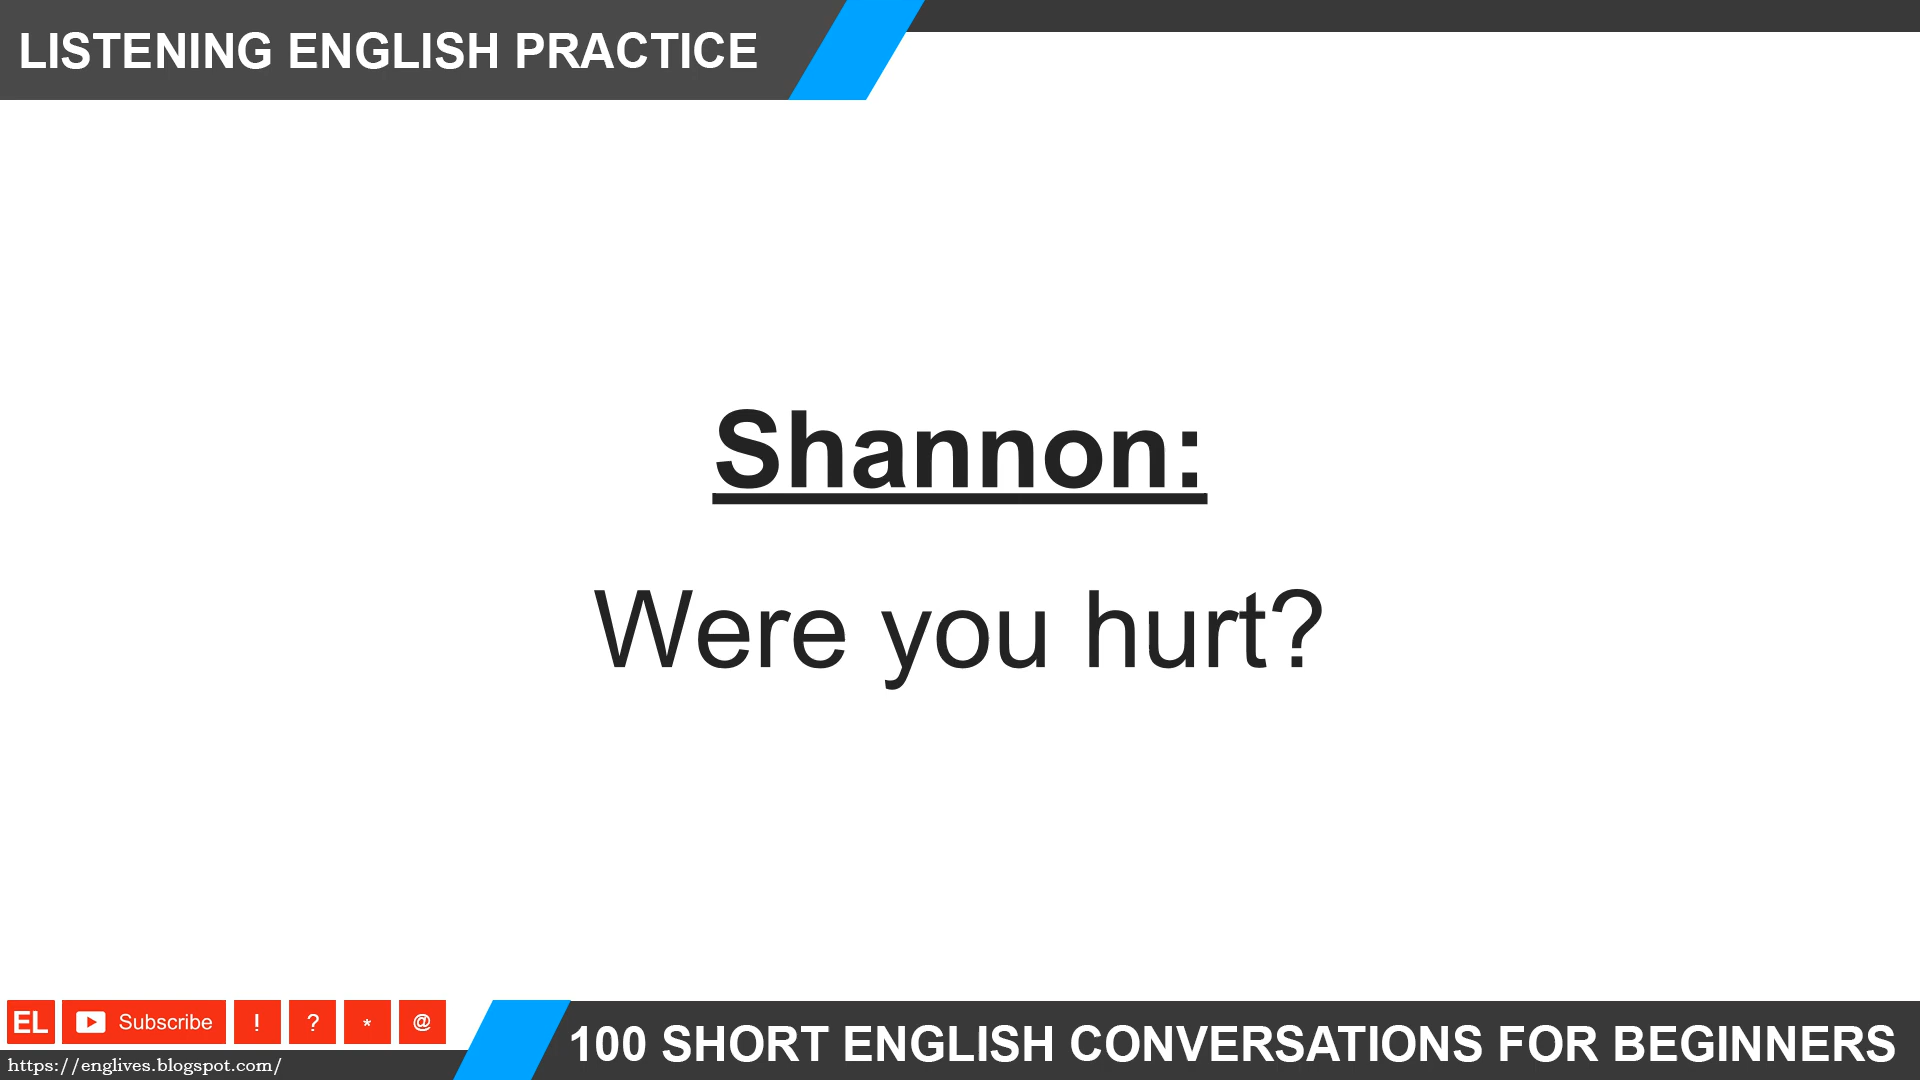 LISTENING ENGLISH PRACTICE
Shannon:
Were you hurt?
EL Subscribe ! ? * @
https://englives.blogspot.com/
100 SHORT ENGLISH CONVERSATIONS FOR BEGINNERS